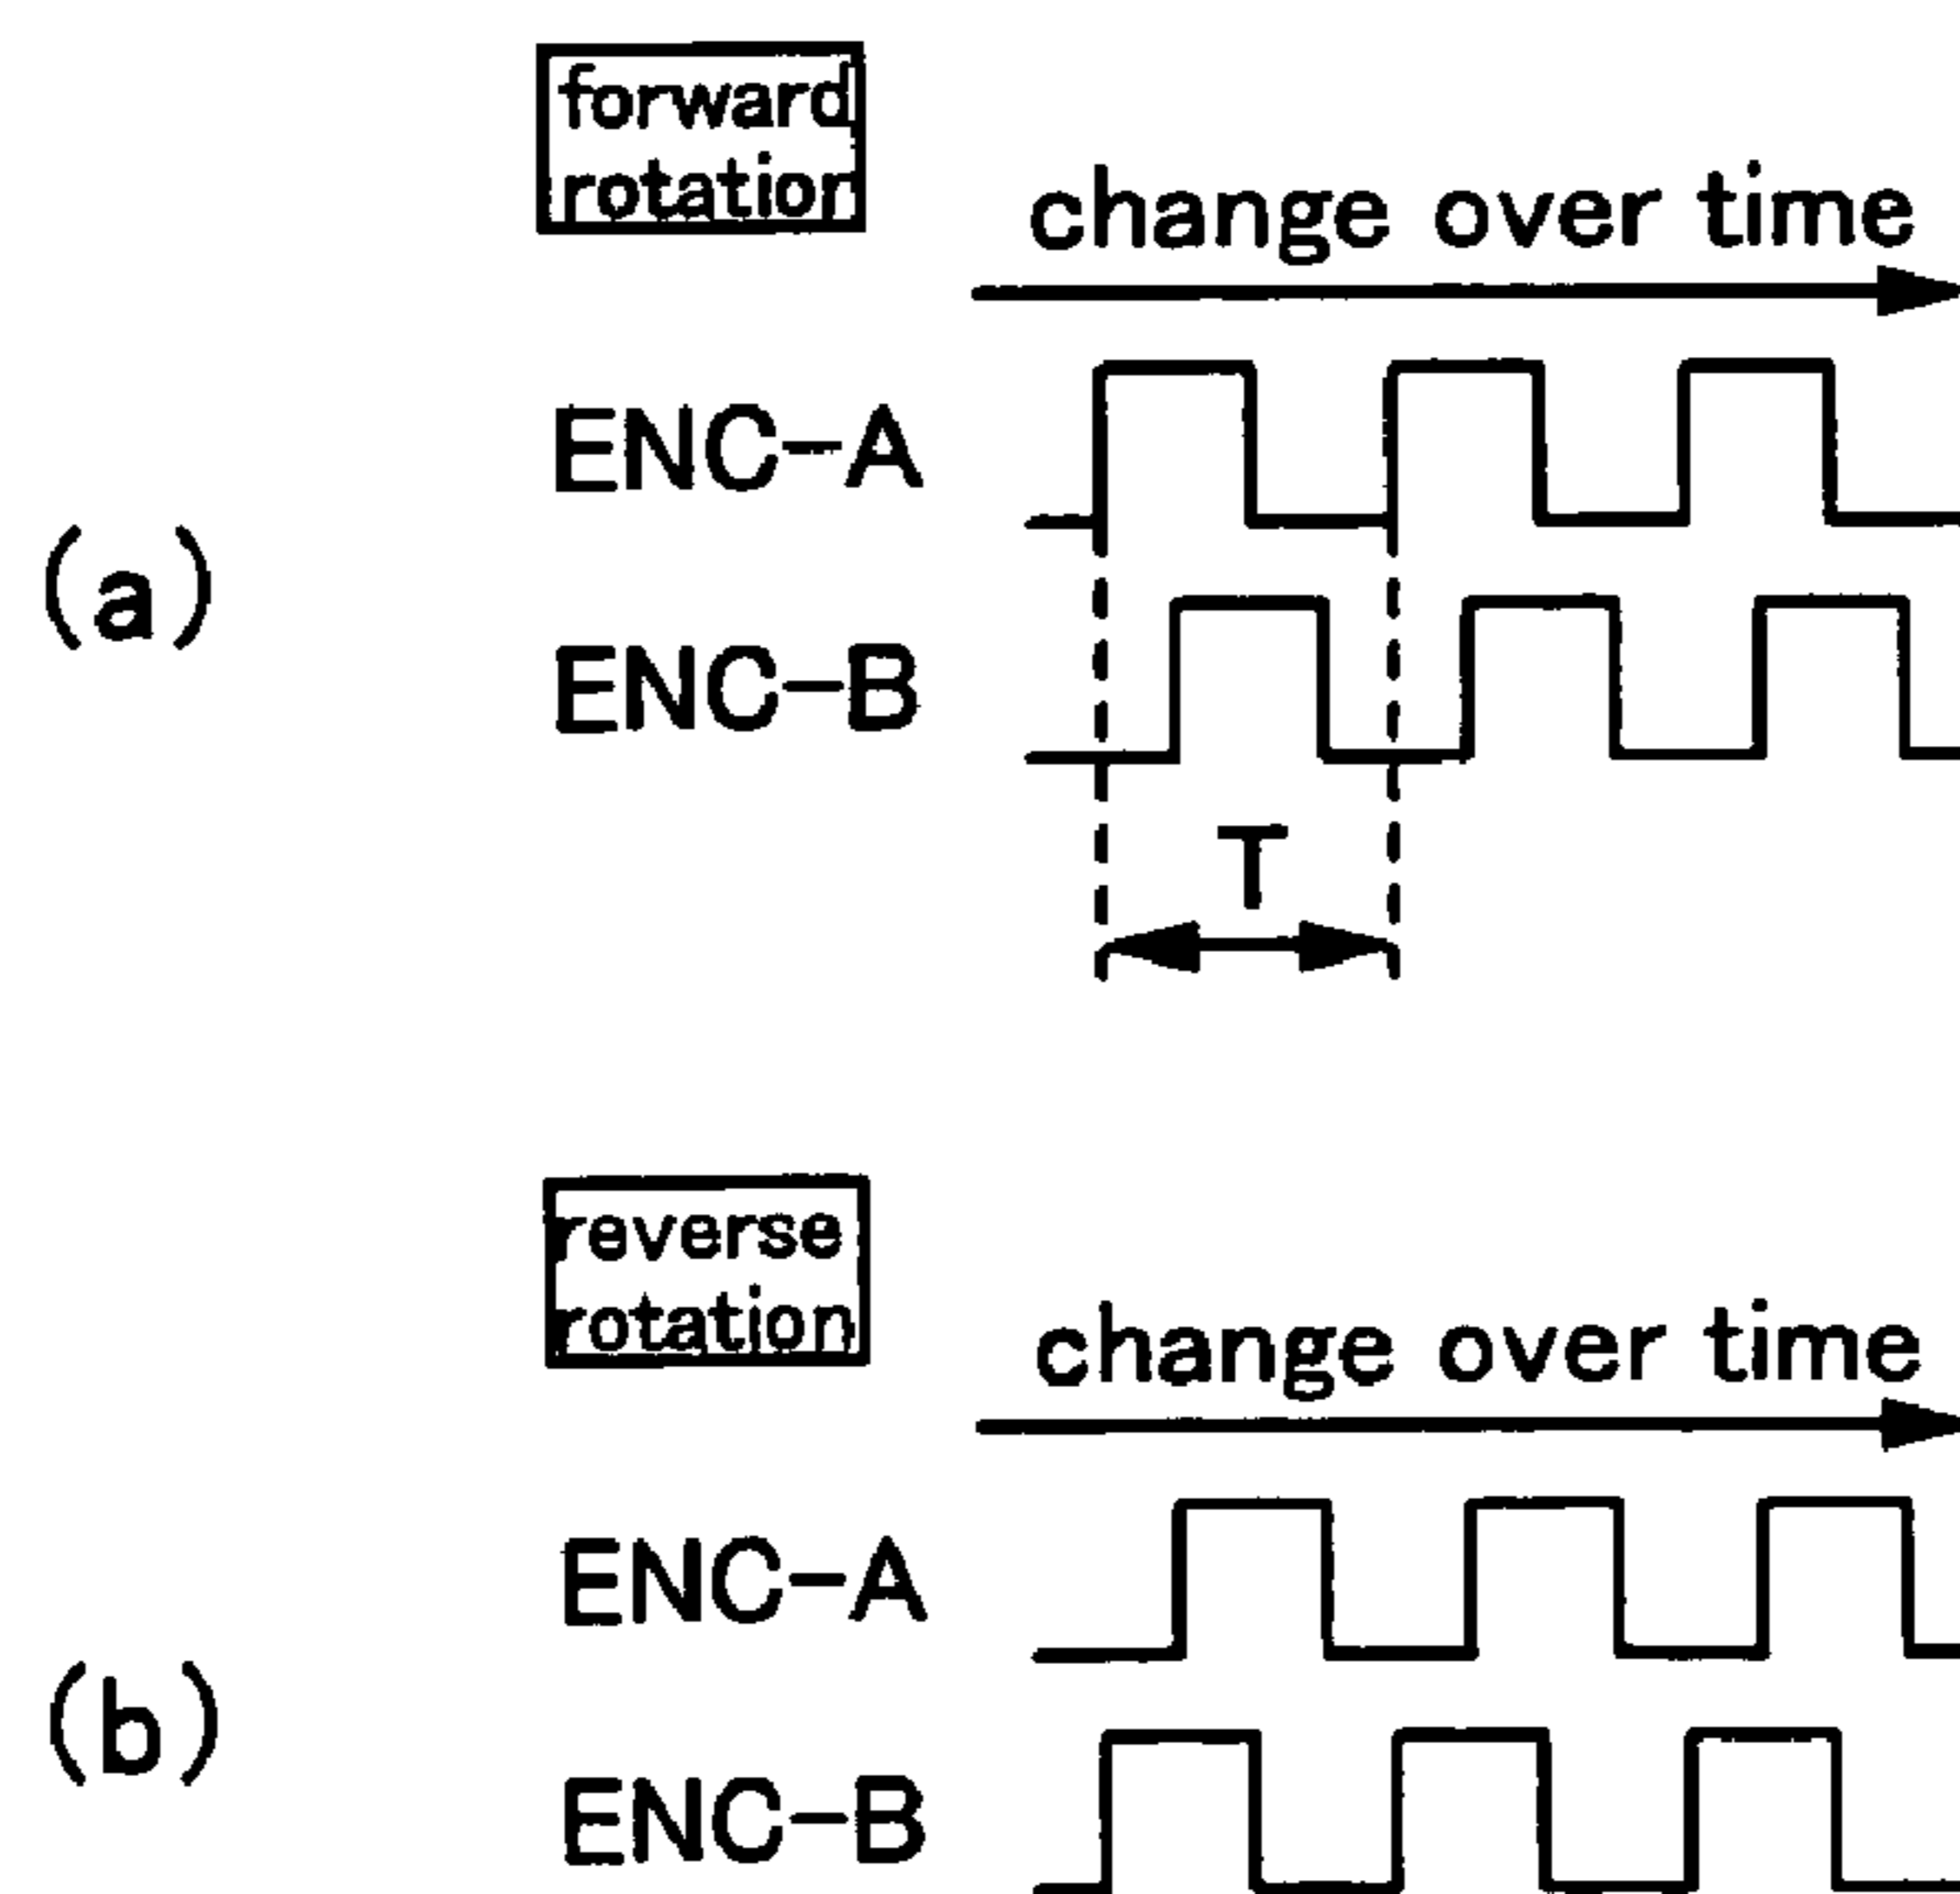 forward
rotation
change over time
ENC-A
(a)
ENC-B
T
reverse
rotation
change over time
ENC-A
(b)
ENC-B